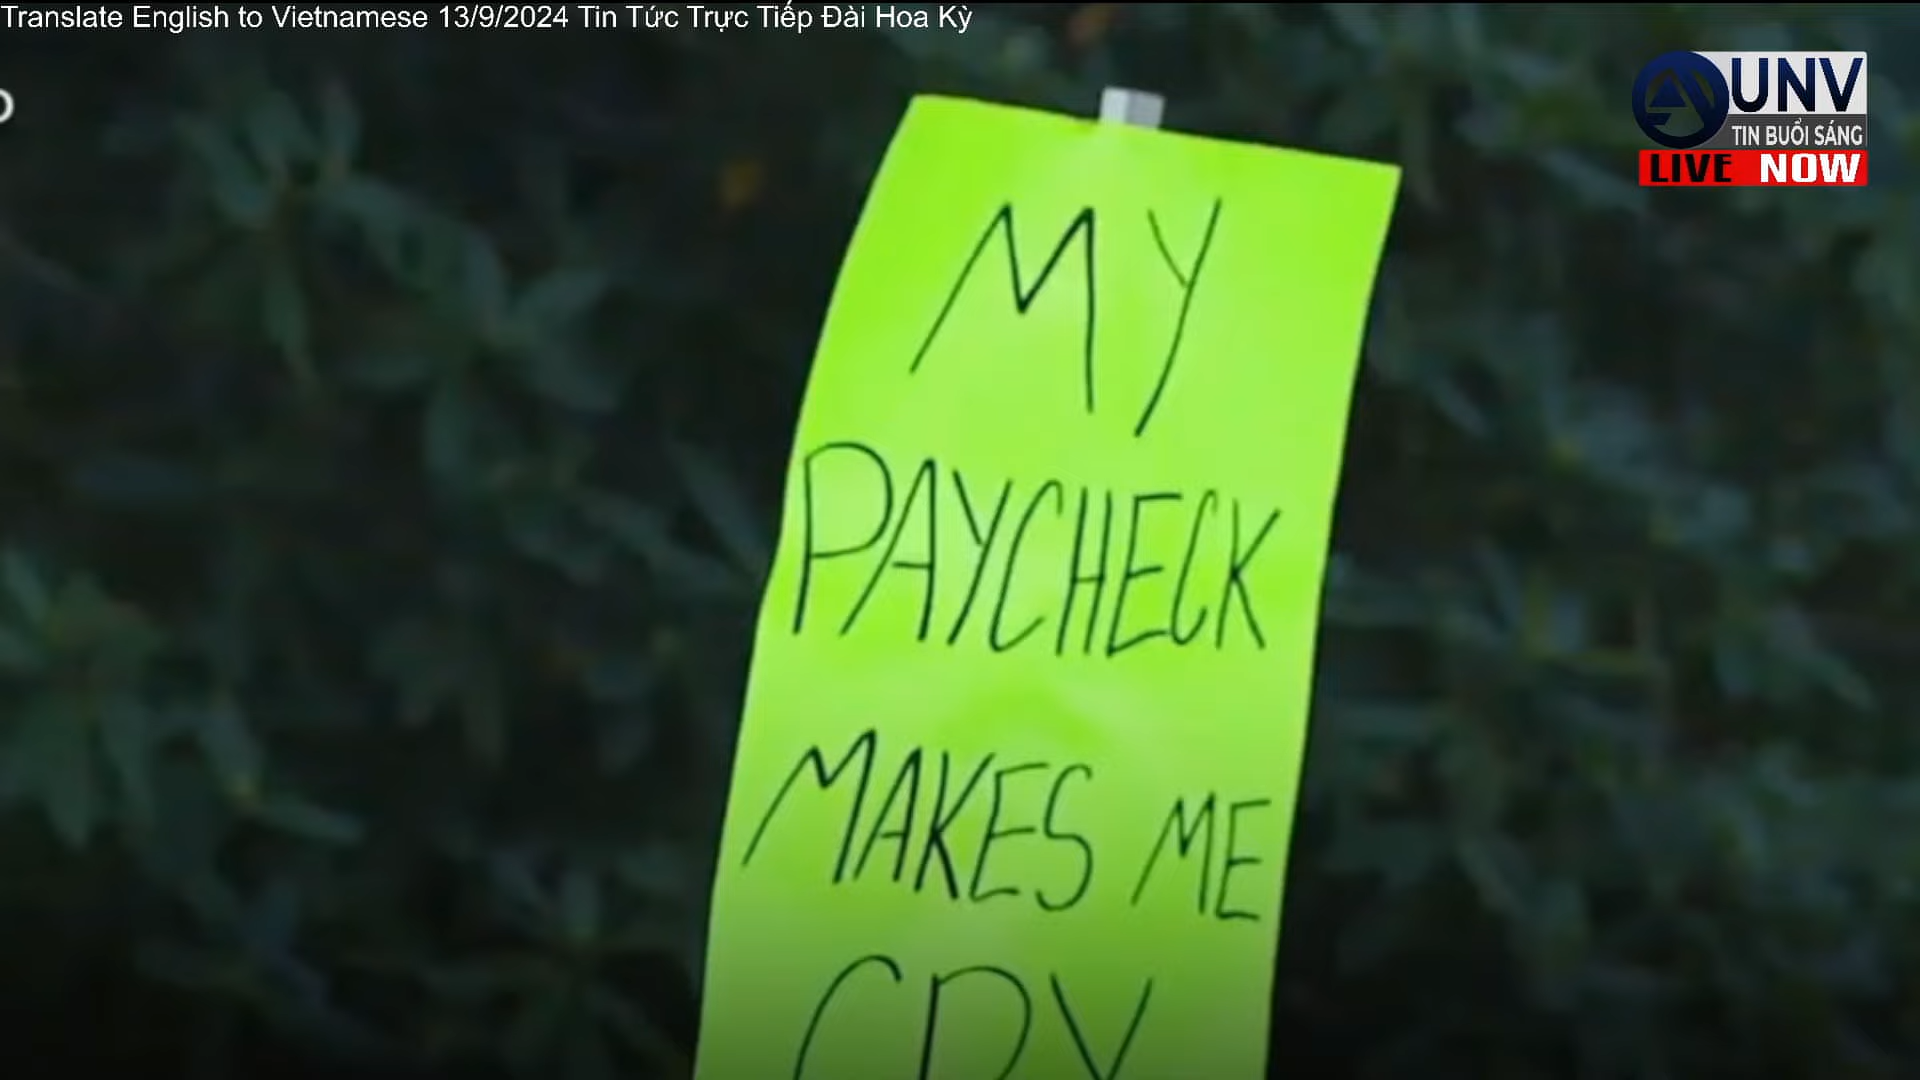 Translate English to Vietnamese 13/9/2024 Tin Tức Trực Tiếp Đài Hoa Kỳ
UNV
TIN BUỔI SÁNG
LIVE NOW
MY
PAYCHECK
MAKES ME
CRY